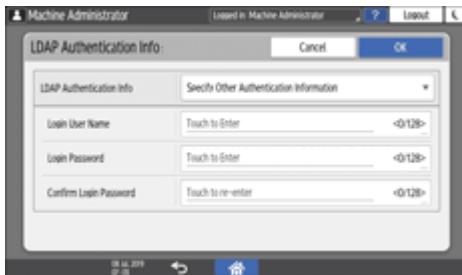 Machine Administrator
Logged in: Machine Administrator
?
Logout
LDAP Authentication Info:
Cancel
OK
LDAP Authentication Info
Specify Other Authentication Information
Login User Name
Touch to Enter
<0/128>
Login Password
Touch to Enter
<0/128>
Confirm Login Password
Touch to re-enter
<0/128>